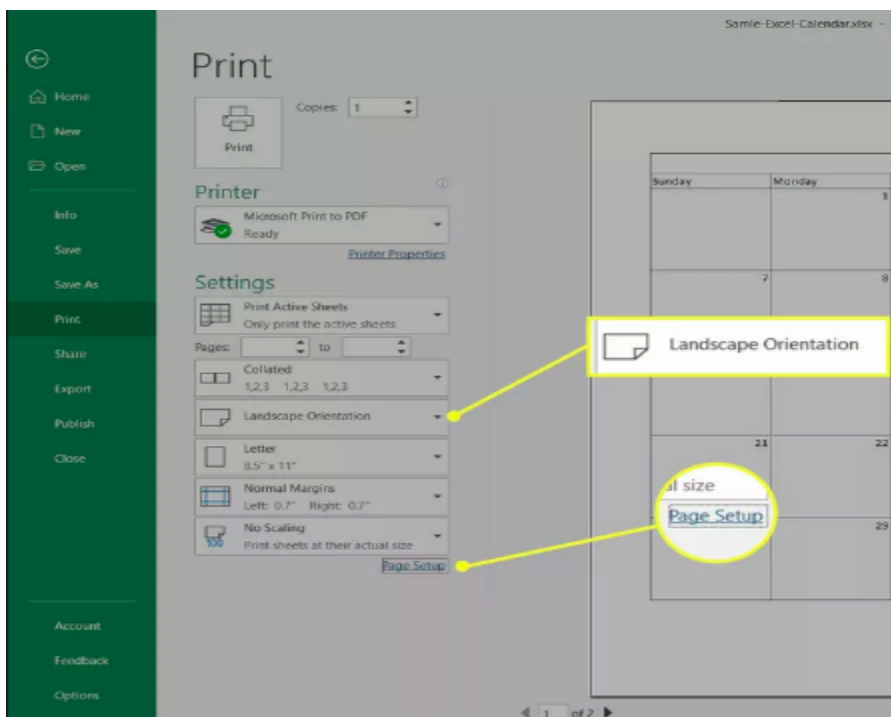 Samle-Excel-Calendar.xlsx -
Print
Home
New
Open
Info
Save
Save As
Print
Share
Export
Publish
Close
Account
Feedback
Options
Copies: 1
Print
Printer
Microsoft Print to PDF
Ready
Printer Properties
Settings
Print Active Sheets
Only print the active sheets
Pages: to
Collated
1,2,3 1,2,3 1,2,3
Landscape Orientation
Letter
8.5" x 11"
Normal Margins
Left: 0.7" Right: 0.7"
No Scaling
100
Print sheets at their actual size
Page Setup
Sunday Monday
1
7 8
Landscape Orientation
21 22
al size
Page Setup
29
1 of 2